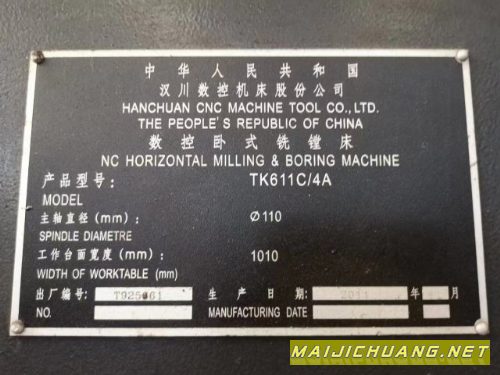 中华人民共和国
汉川数控机床股份公司
HANCHUAN CNC MACHINE TOOL CO.,LTD.
THE PEOPLE'S REPUBLIC OF CHINA
数控卧式铣镗床
NC HORIZONTAL MILLING & BORING MACHINE
产品型号: TK611C/4A
MODEL
主轴直径(mm): Ø110
SPINDLE DIAMETRE
工作台面宽度(mm): 1010
WIDTH OF WORKTABLE (mm)
出厂编号: 生产日期: 2011 年 月
NO. MANUFACTURING DATE
MAIJICHUANG.NET